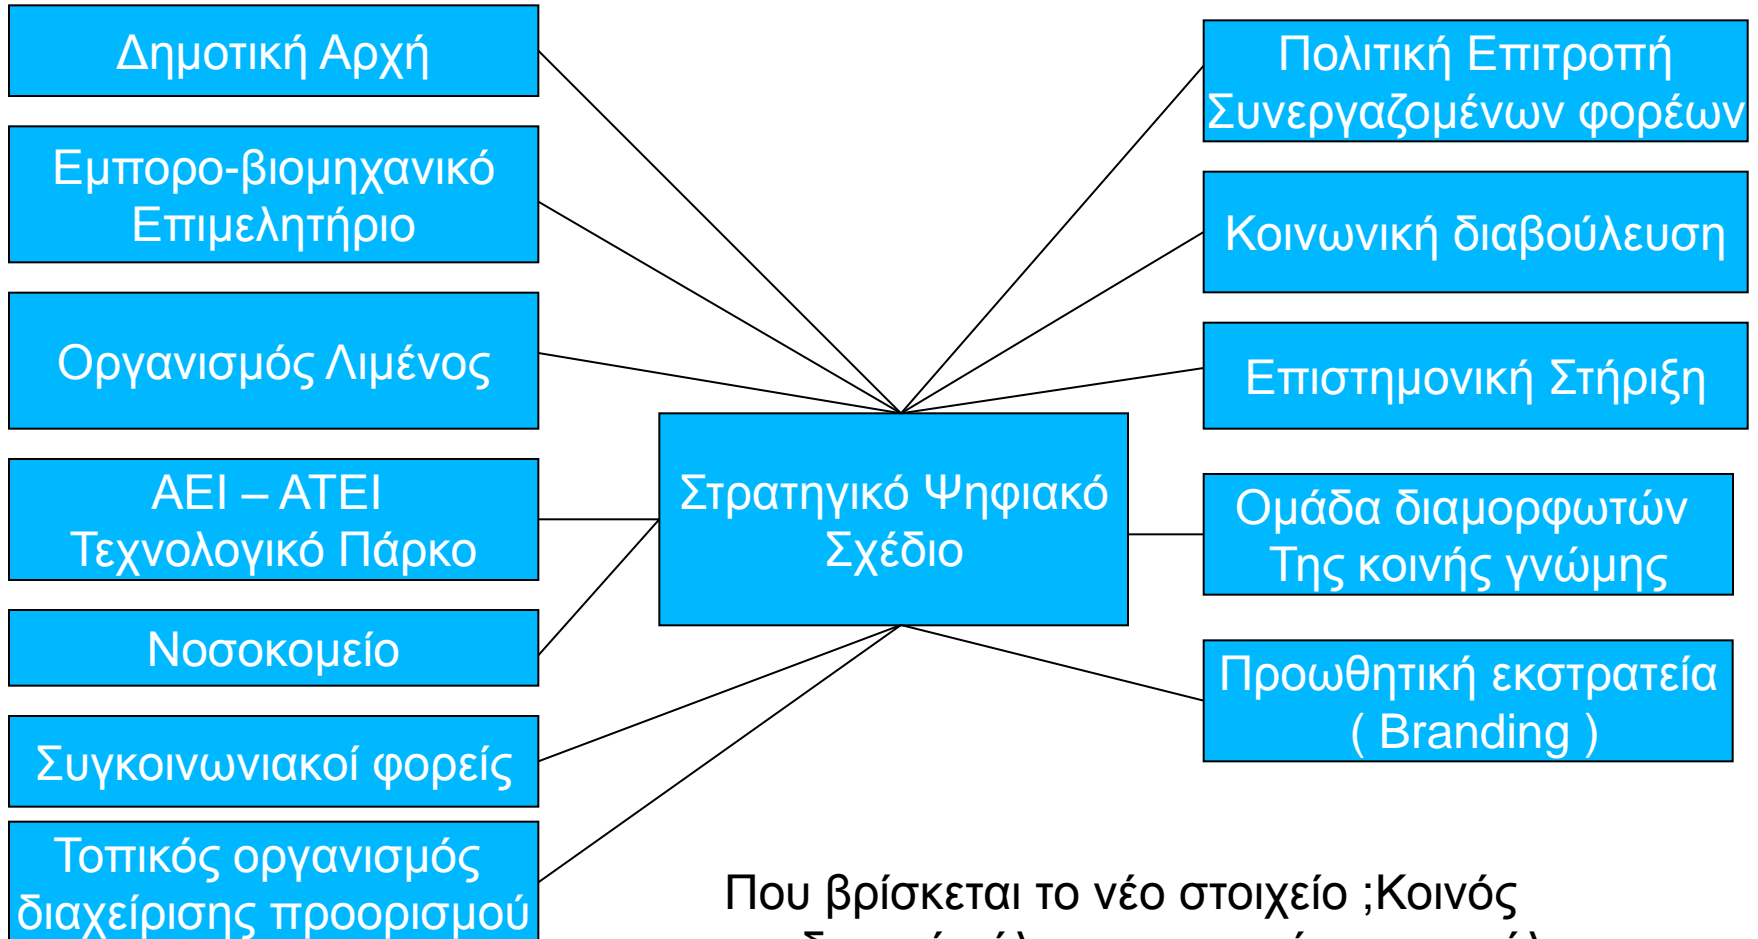 Δημοτική Αρχή
Εμπορο-βιομηχανικό
Επιμελητήριο
Οργανισμός Λιμένος
ΑΕΙ – ΑΤΕΙ
Τεχνολογικό Πάρκο
Νοσοκομείο
Συγκοινωνιακοί φορείς
Τοπικός οργανισμός
διαχείρισης προορισμού
Στρατηγικό Ψηφιακό
Σχέδιο
Πολιτική Επιτροπή
Συνεργαζομένων φορέων
Κοινωνική διαβούλευση
Επιστημονική Στήριξη
Ομάδα διαμορφωτών
Της κοινής γνώμης
Προωθητική εκστρατεία
( Branding )
Που βρίσκεται το νέο στοιχείο ;Κοινός